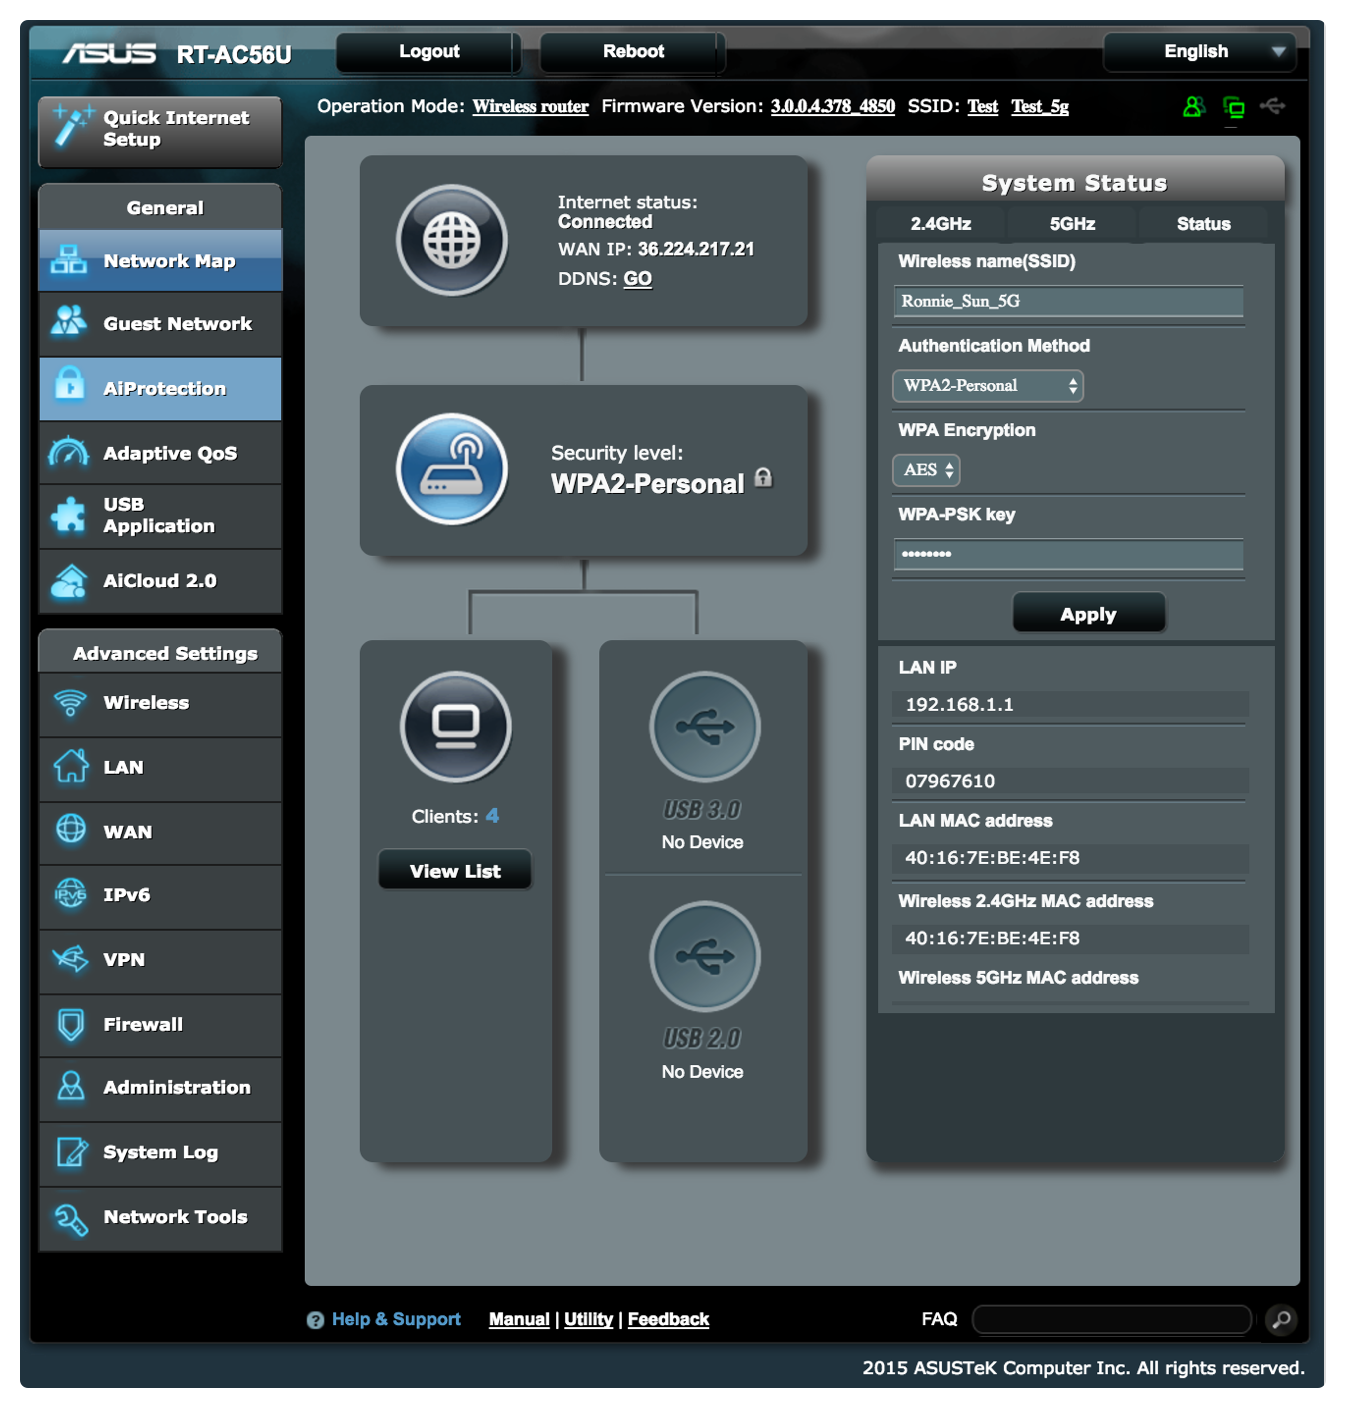 ASUS RT-AC56U Logout Reboot English
Quick Internet
Setup
Operation Mode: Wireless router Firmware Version: 3.0.0.4.378_4850 SSID: Test Test_5g
General
Network Map
Guest Network
AiProtection
Adaptive QoS
USB
Application
AiCloud 2.0
Advanced Settings
Wireless
LAN
WAN
IPv6
IPv6
VPN
Firewall
Administration
System Log
Network Tools
Internet status:
Connected
WAN IP: 36.224.217.21
DDNS: GO
Security level:
WPA2-Personal
Clients: 4
View List
USB 3.0
No Device
USB 2.0
No Device
System Status
2.4GHz 5GHz Status
Wireless name(SSID)
Ronnie_Sun_5G
Authentication Method
WPA2-Personal
WPA Encryption
AES
WPA-PSK key
••••••••
Apply
LAN IP
192.168.1.1
PIN code
07967610
LAN MAC address
40:16:7E:BE:4E:F8
Wireless 2.4GHz MAC address
40:16:7E:BE:4E:F8
Wireless 5GHz MAC address
? Help & Support Manual | Utility | Feedback FAQ
2015 ASUSTeK Computer Inc. All rights reserved.